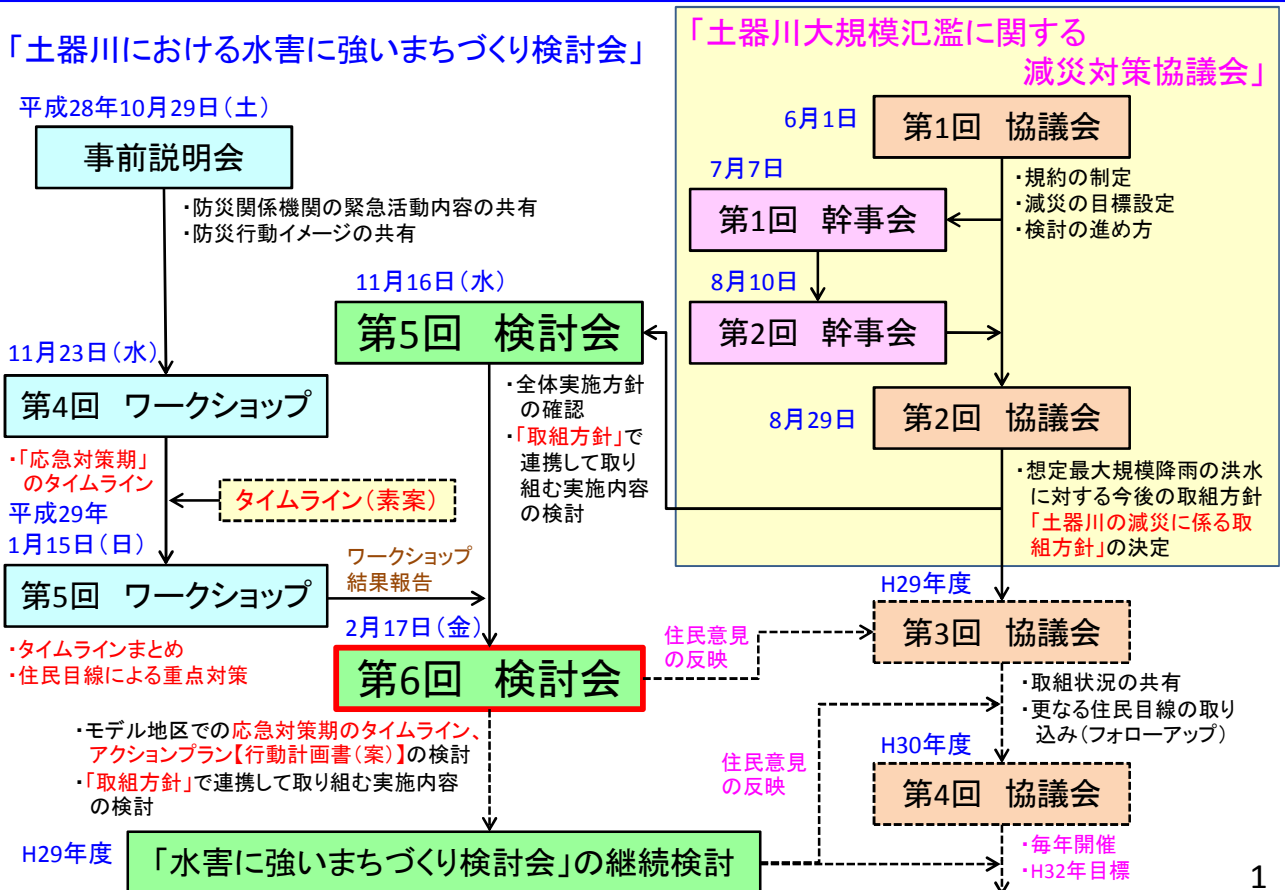 「土器川における水害に強いまちづくり検討会」
平成28年10月29日(土)
事前説明会
・防災関係機関の緊急活動内容の共有
・防災行動イメージの共有
11月16日(水)
第5回　検討会
・全体実施方針
の確認
・「取組方針」で
連携して取り
組む実施内容
の検討
11月23日(水)
第4回　ワークショップ
・「応急対策期」
のタイムライン
タイムライン(素案)
平成29年
1月15日(日)
第5回　ワークショップ
・タイムラインまとめ
・住民目線による重点対策
ワークショップ
結果報告
2月17日(金)
第6回　検討会
・モデル地区での応急対策期のタイムライン、
アクションプラン【行動計画書(案)】の検討
・「取組方針」で連携して取り組む実施内容
の検討
H29年度
「水害に強いまちづくり検討会」の継続検討
「土器川大規模氾濫に関する
減災対策協議会」
6月1日
第1回　協議会
・規約の制定
・減災の目標設定
・検討の進め方
7月7日
第1回　幹事会
8月10日
第2回　幹事会
8月29日
第2回　協議会
・想定最大規模降雨の洪水
に対する今後の取組方針
「土器川の減災に係る取
組方針」の決定
H29年度
第3回　協議会
住民意見
の反映
・取組状況の共有
・更なる住民目線の取り
込み(フォローアップ)
H30年度
第4回　協議会
住民意見
の反映
・毎年開催
・H32年目標
1